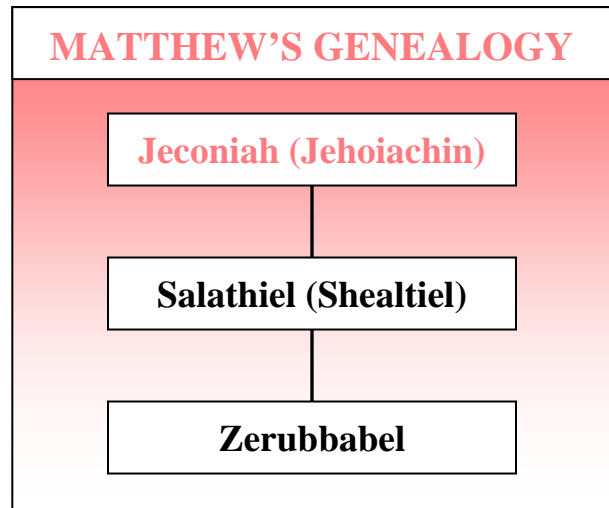 MATTHEW’S GENEALOGY
Jeconiah (Jehoiachin)
Salathiel (Shealtiel)
Zerubbabel